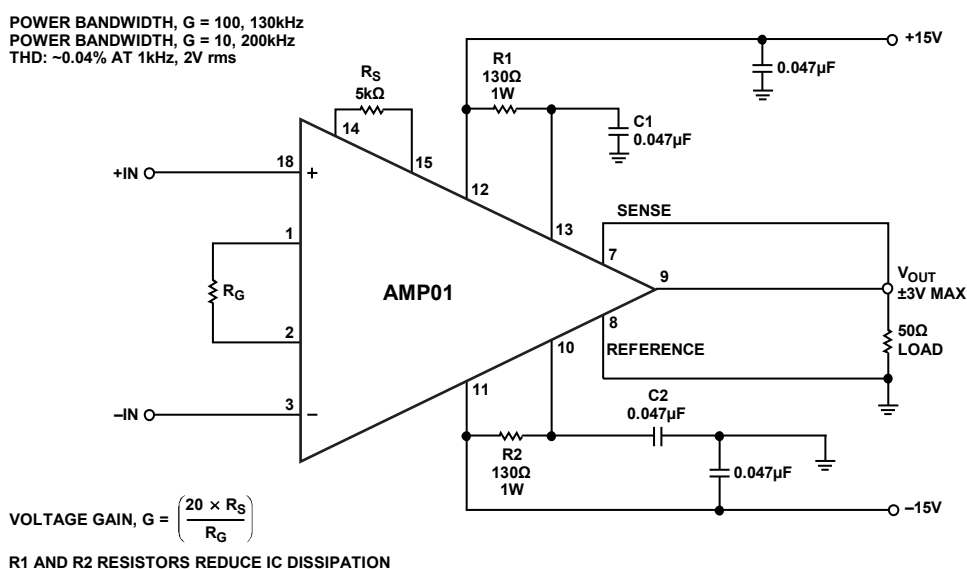 POWER BANDWIDTH, G = 100, 130kHz
POWER BANDWIDTH, G = 10, 200kHz
THD: ~0.04% AT 1kHz, 2V rms
+15V
R1
130Ω
1W
0.047µF
RS
5kΩ
C1
0.047µF
14
15
18
+IN
+
12
13
SENSE
7
1
RG
AMP01
9
VOUT
±3V MAX
2
8
REFERENCE
50Ω
LOAD
10
11
–IN
3
–
C2
0.047µF
R2
130Ω
1W
0.047µF
–15V
VOLTAGE GAIN, G = (20 × RS / RG)
R1 AND R2 RESISTORS REDUCE IC DISSIPATION